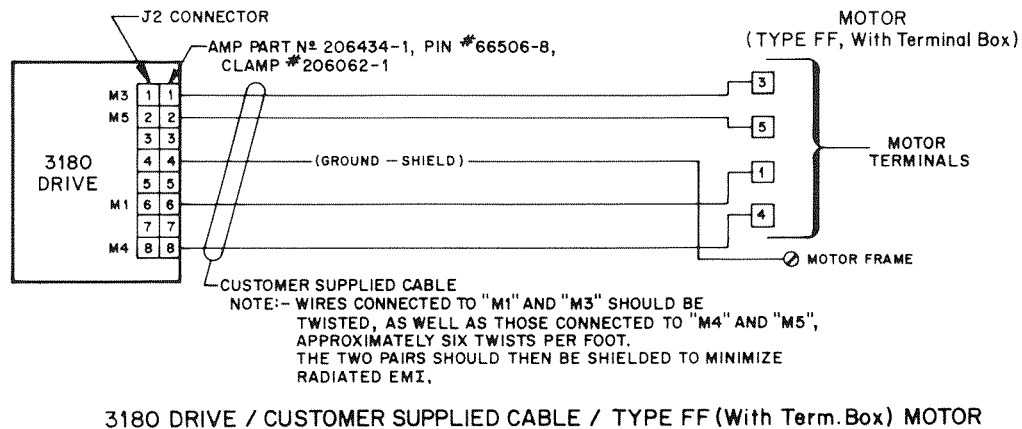 J2 CONNECTOR
AMP PART Nº 206434-1, PIN #66506-8,
CLAMP #206062-1
MOTOR
(TYPE FF, With Terminal Box)
3180
DRIVE
M3 1 1
M5 2 2
3 3
4 4
5 5
M1 6 6
7 7
M4 8 8
(GROUND - SHIELD)
3
5
1
4
MOTOR
TERMINALS
MOTOR FRAME
CUSTOMER SUPPLIED CABLE
NOTE:- WIRES CONNECTED TO "M1" AND "M3" SHOULD BE
TWISTED, AS WELL AS THOSE CONNECTED TO "M4" AND "M5",
APPROXIMATELY SIX TWISTS PER FOOT.
THE TWO PAIRS SHOULD THEN BE SHIELDED TO MINIMIZE
RADIATED EMI.
3180 DRIVE / CUSTOMER SUPPLIED CABLE / TYPE FF (With Term. Box) MOTOR